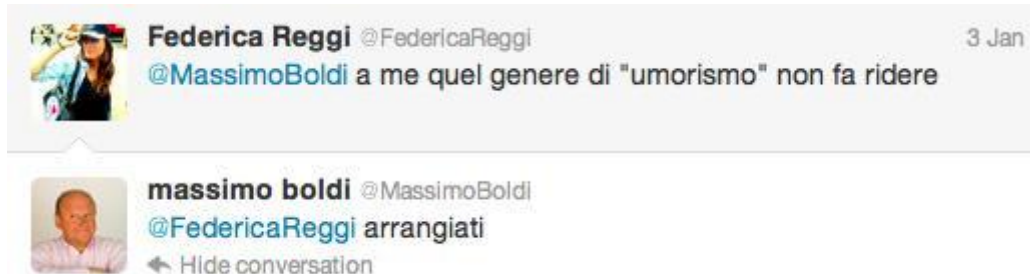 Federica Reggi @FedericaReggi 3 Jan
@MassimoBoldi a me quel genere di "umorismo" non fa ridere
massimo boldi @MassimoBoldi
@FedericaReggi arrangiati
Hide conversation